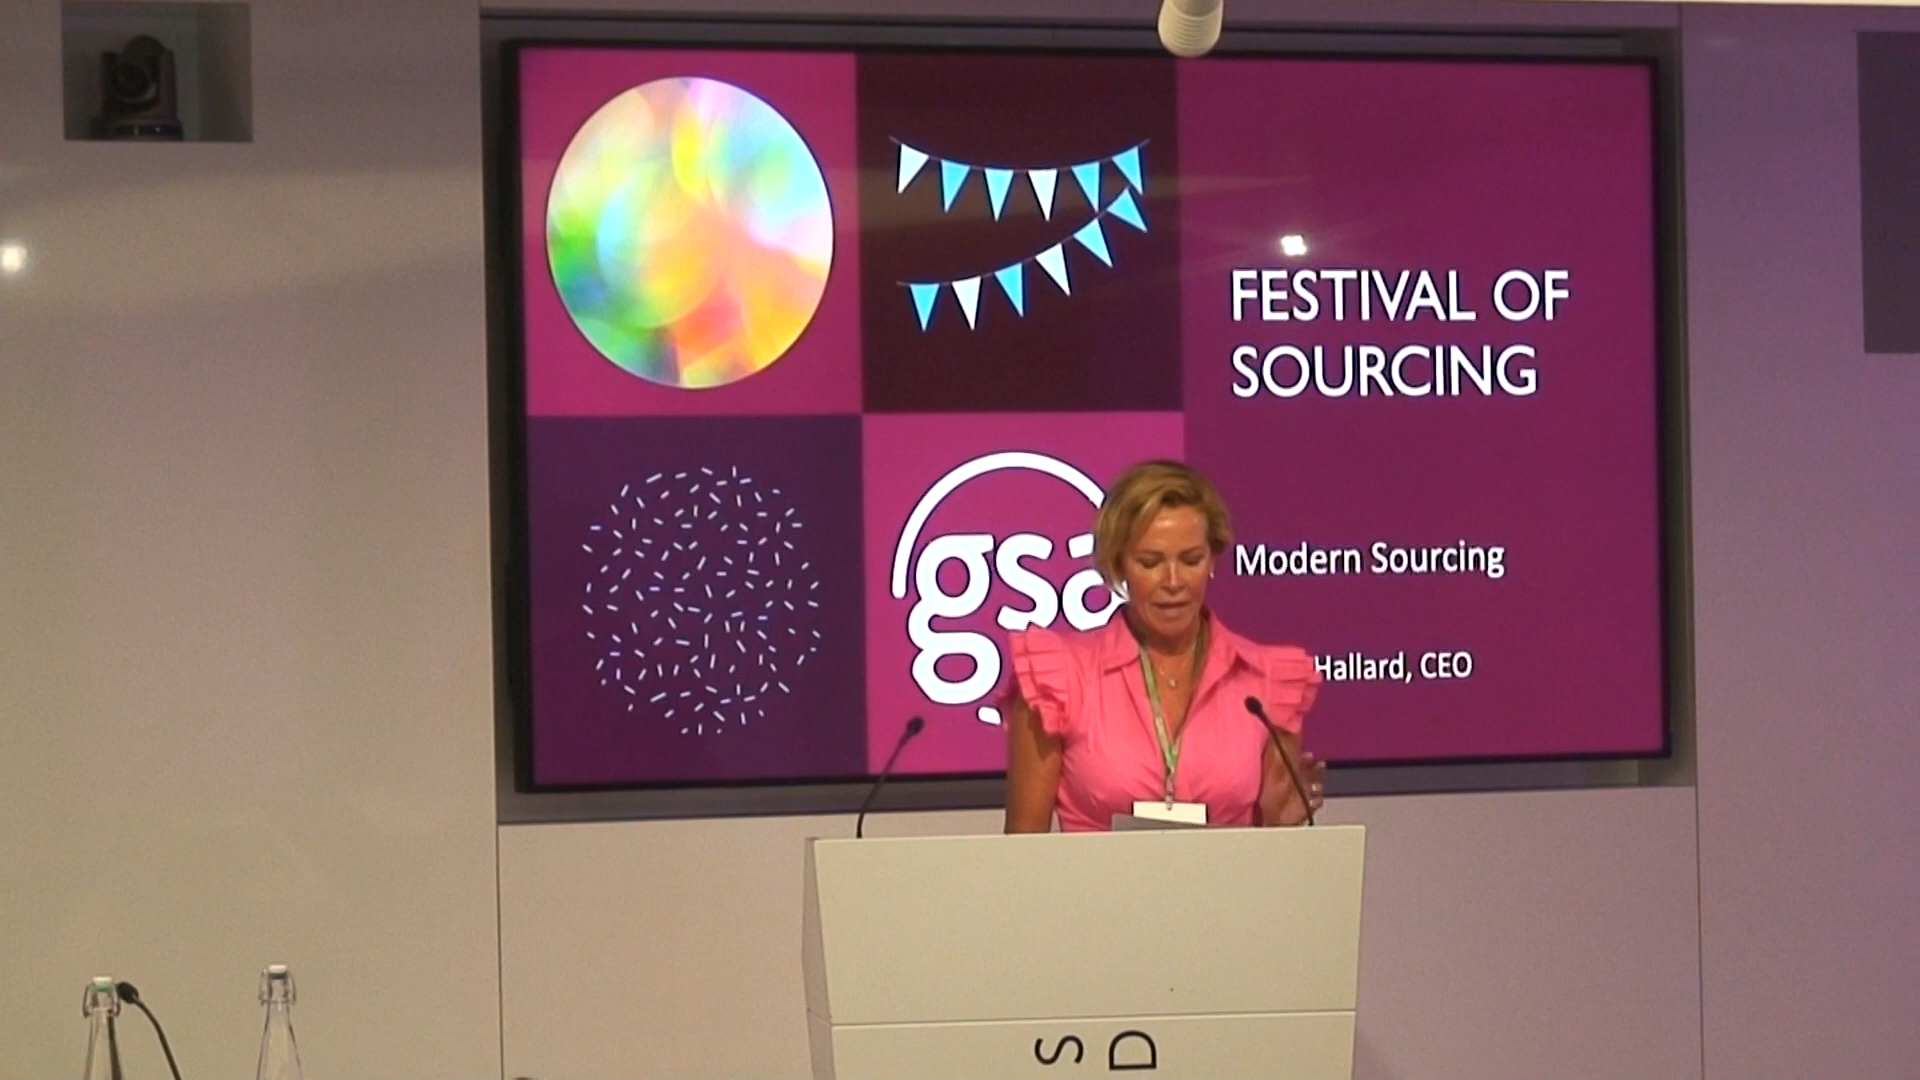 FESTIVAL OF
SOURCING
gsa
Modern Sourcing
Hallard, CEO
S D